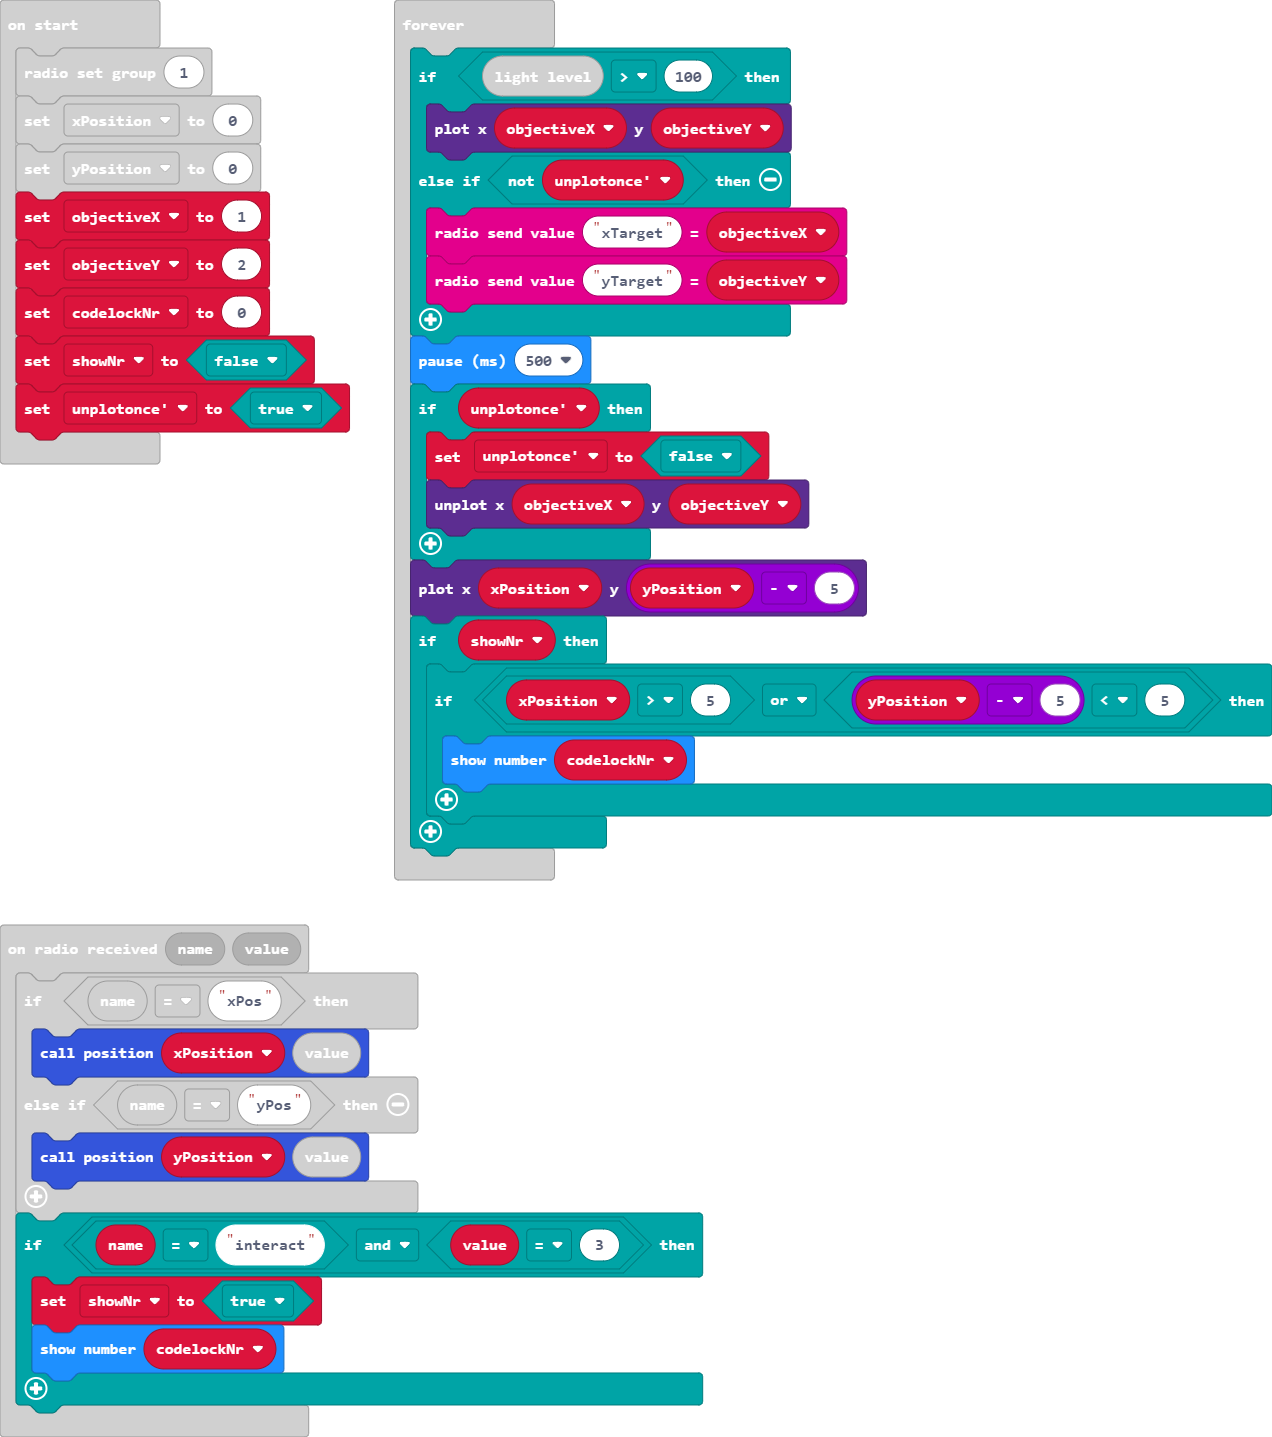 on start
radio set group 1
set xPosition to 0
set yPosition to 0
set objectiveX to 1
set objectiveY to 2
set codelockNr to 0
set showNr to false
set unplotonce' to true
forever
if light level > 100 then
plot x objectiveX y objectiveY
else if not unplotonce' then
radio send value "xTarget" = objectiveX
radio send value "yTarget" = objectiveY
pause (ms) 500
if unplotonce' then
set unplotonce' to false
unplot x objectiveX y objectiveY
plot x xPosition y yPosition - 5
if showNr then
if xPosition > 5 or yPosition - 5 < 5 then
show number codelockNr
on radio received name value
if name = "xPos" then
call position xPosition value
else if name = "yPos" then
call position yPosition value
if name = "interact" and value = 3 then
set showNr to true
show number codelockNr